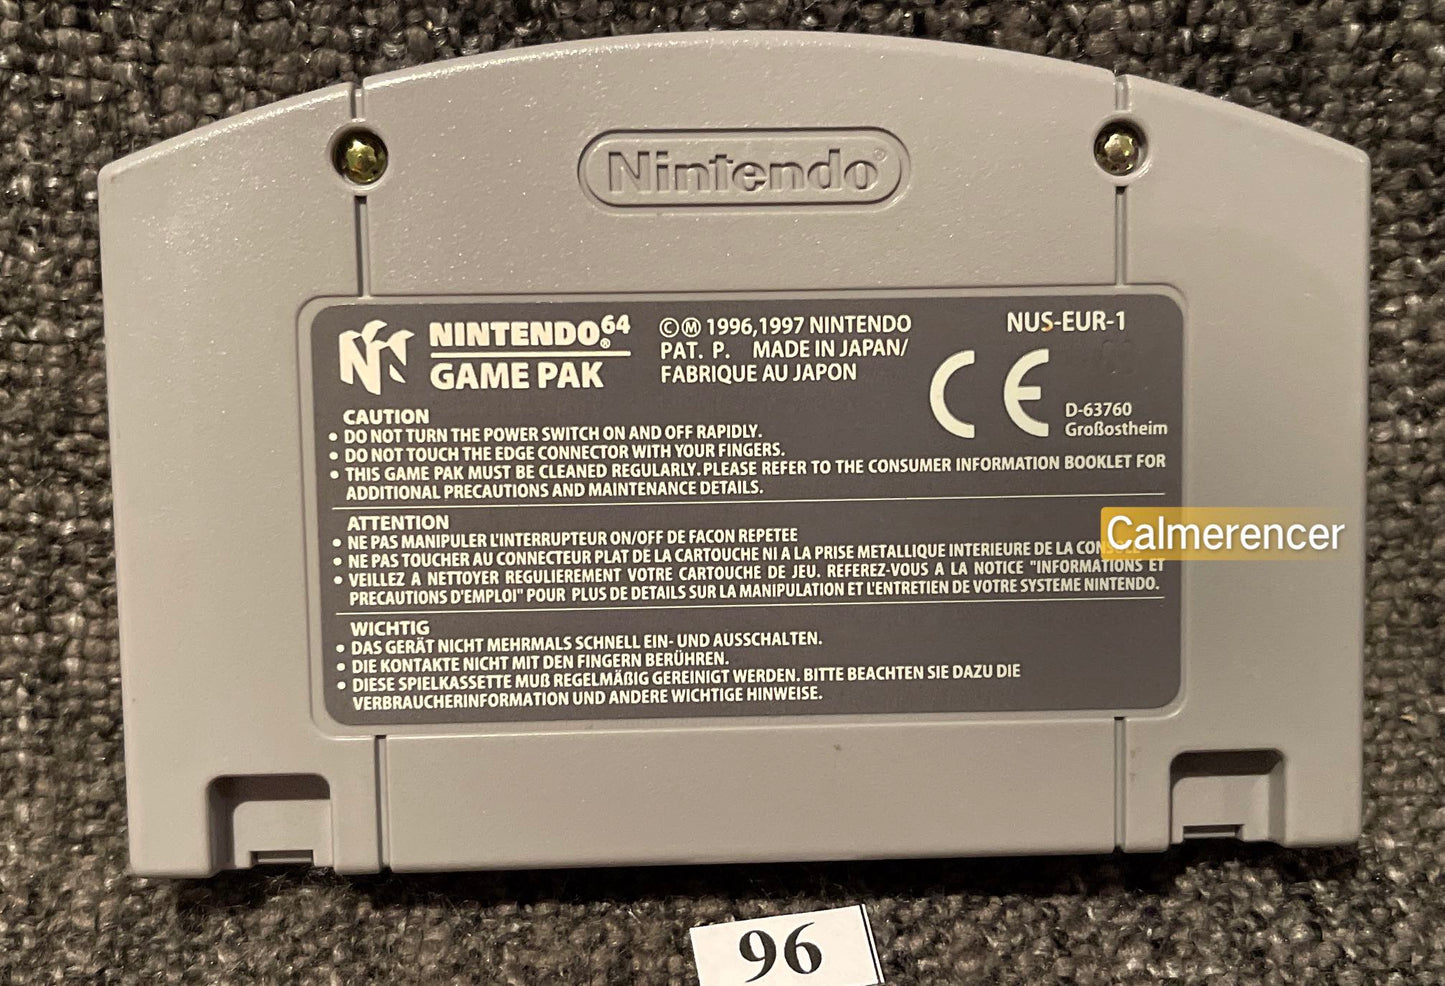 Nintendo®
NINTENDO64®
GAME PAK
©Ⓜ 1996,1997 NINTENDO
PAT. P. MADE IN JAPAN/
FABRIQUE AU JAPON
NUS-EUR-1
CE
D-63760
Großostheim
CAUTION
• DO NOT TURN THE POWER SWITCH ON AND OFF RAPIDLY.
• DO NOT TOUCH THE EDGE CONNECTOR WITH YOUR FINGERS.
• THIS GAME PAK MUST BE CLEANED REGULARLY. PLEASE REFER TO THE CONSUMER INFORMATION BOOKLET FOR
ADDITIONAL PRECAUTIONS AND MAINTENANCE DETAILS.
ATTENTION
• NE PAS MANIPULER L'INTERRUPTEUR ON/OFF DE FACON REPETEE
• NE PAS TOUCHER AU CONNECTEUR PLAT DE LA CARTOUCHE NI A LA PRISE METALLIQUE INTERIEURE DE LA
• VEILLEZ A NETTOYER REGULIEREMENT VOTRE CARTOUCHE DE JEU. REFEREZ-VOUS A LA NOTICE "INFORMATIONS ET
PRECAUTIONS D'EMPLOI" POUR PLUS DE DETAILS SUR LA MANIPULATION ET L'ENTRETIEN DE VOTRE SYSTEME NINTENDO.
Calmerencer
WICHTIG
• DAS GERÄT NICHT MEHRMALS SCHNELL EIN- UND AUSSCHALTEN.
• DIE KONTAKTE NICHT MIT DEN FINGERN BERÜHREN.
• DIESE SPIELKASSETTE MUß REGELMÄßIG GEREINIGT WERDEN. BITTE BEACHTEN SIE DAZU DIE
VERBRAUCHERINFORMATION UND ANDERE WICHTIGE HINWEISE.
96